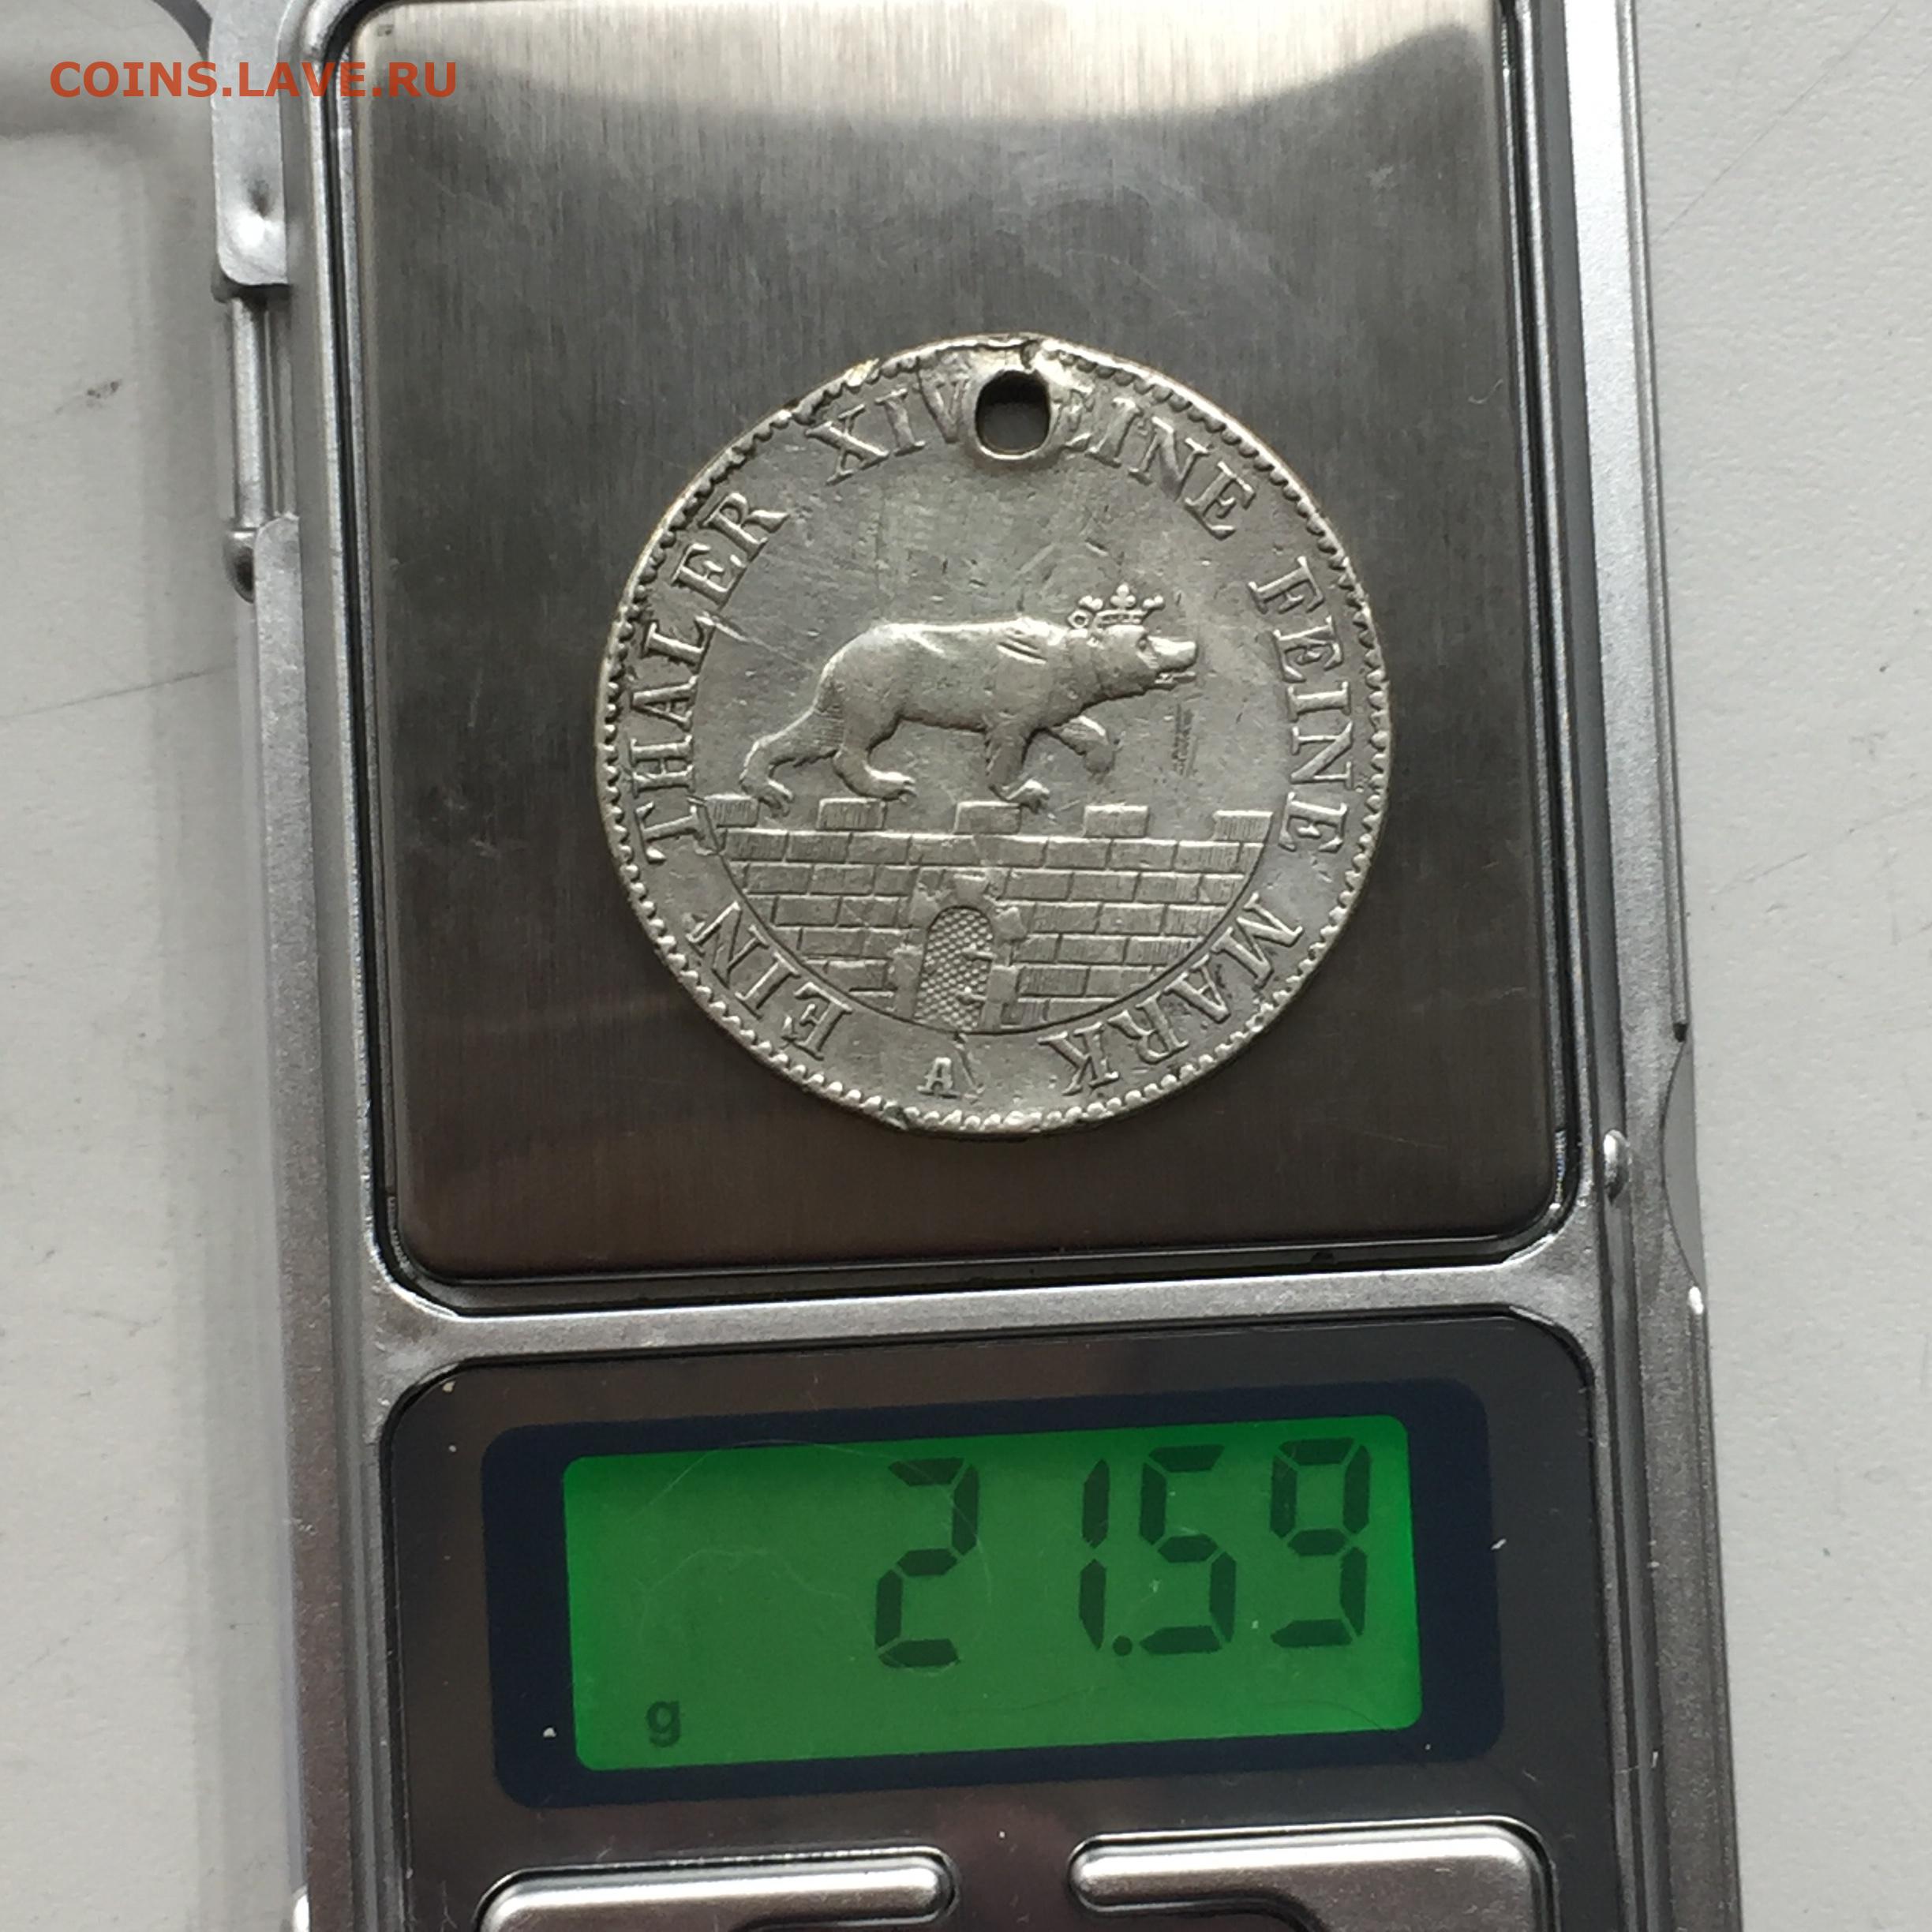 COINS.LAVE.RU
EIN THALER XIV EINE FEINE MARK
A
21.59
g